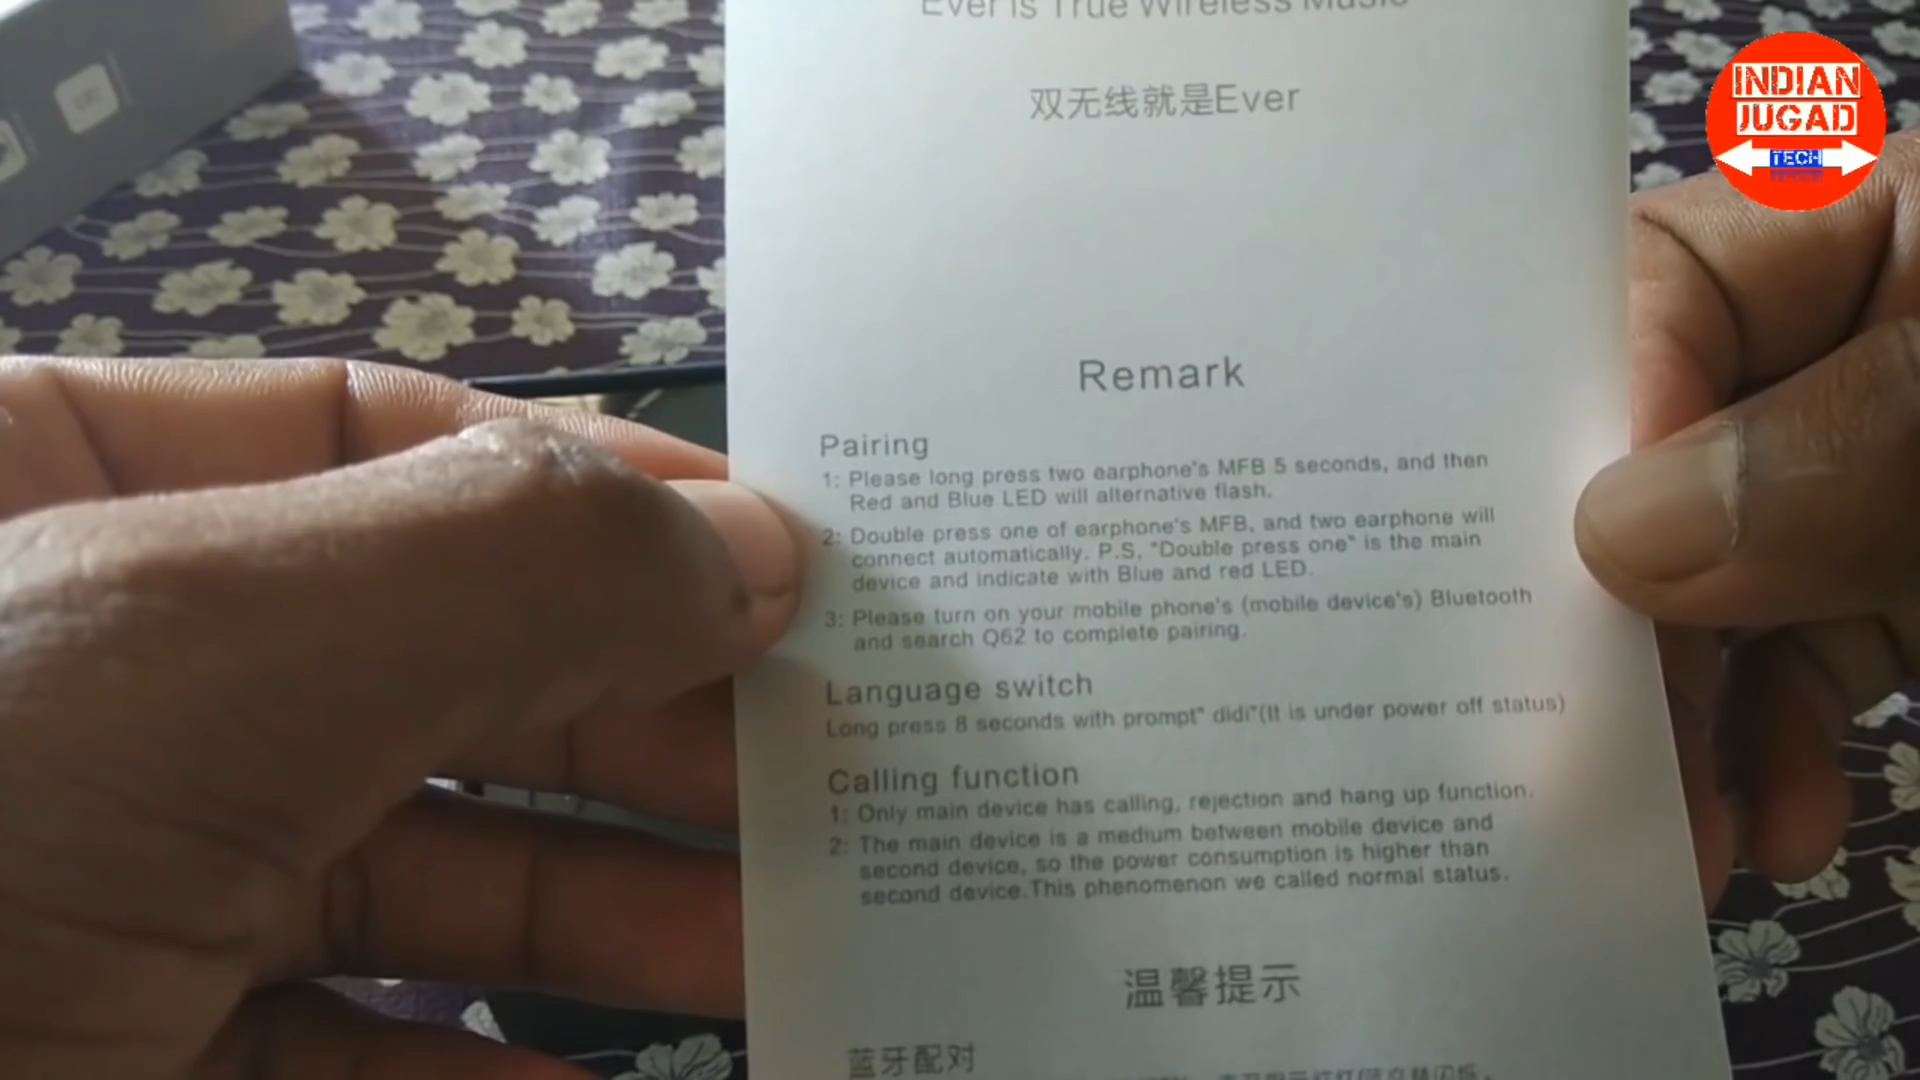 Ever is True Wireless Music
双无线就是Ever
INDIAN
JUGAD
TECH
Remark
Pairing
1: Please long press two earphone's MFB 5 seconds, and then
Red and Blue LED will alternative flash.
2: Double press one of earphone's MFB, and two earphone will
connect automatically. P.S, "Double press one" is the main
device and indicate with Blue and red LED.
3: Please turn on your mobile phone's (mobile device's) Bluetooth
and search Q62 to complete pairing.
Language switch
Long press 8 seconds with prompt" didi"(It is under power off status)
Calling function
1: Only main device has calling, rejection and hang up function.
2: The main device is a medium between mobile device and
second device, so the power consumption is higher than
second device.This phenomenon we called normal status.
温馨提示
蓝牙配对